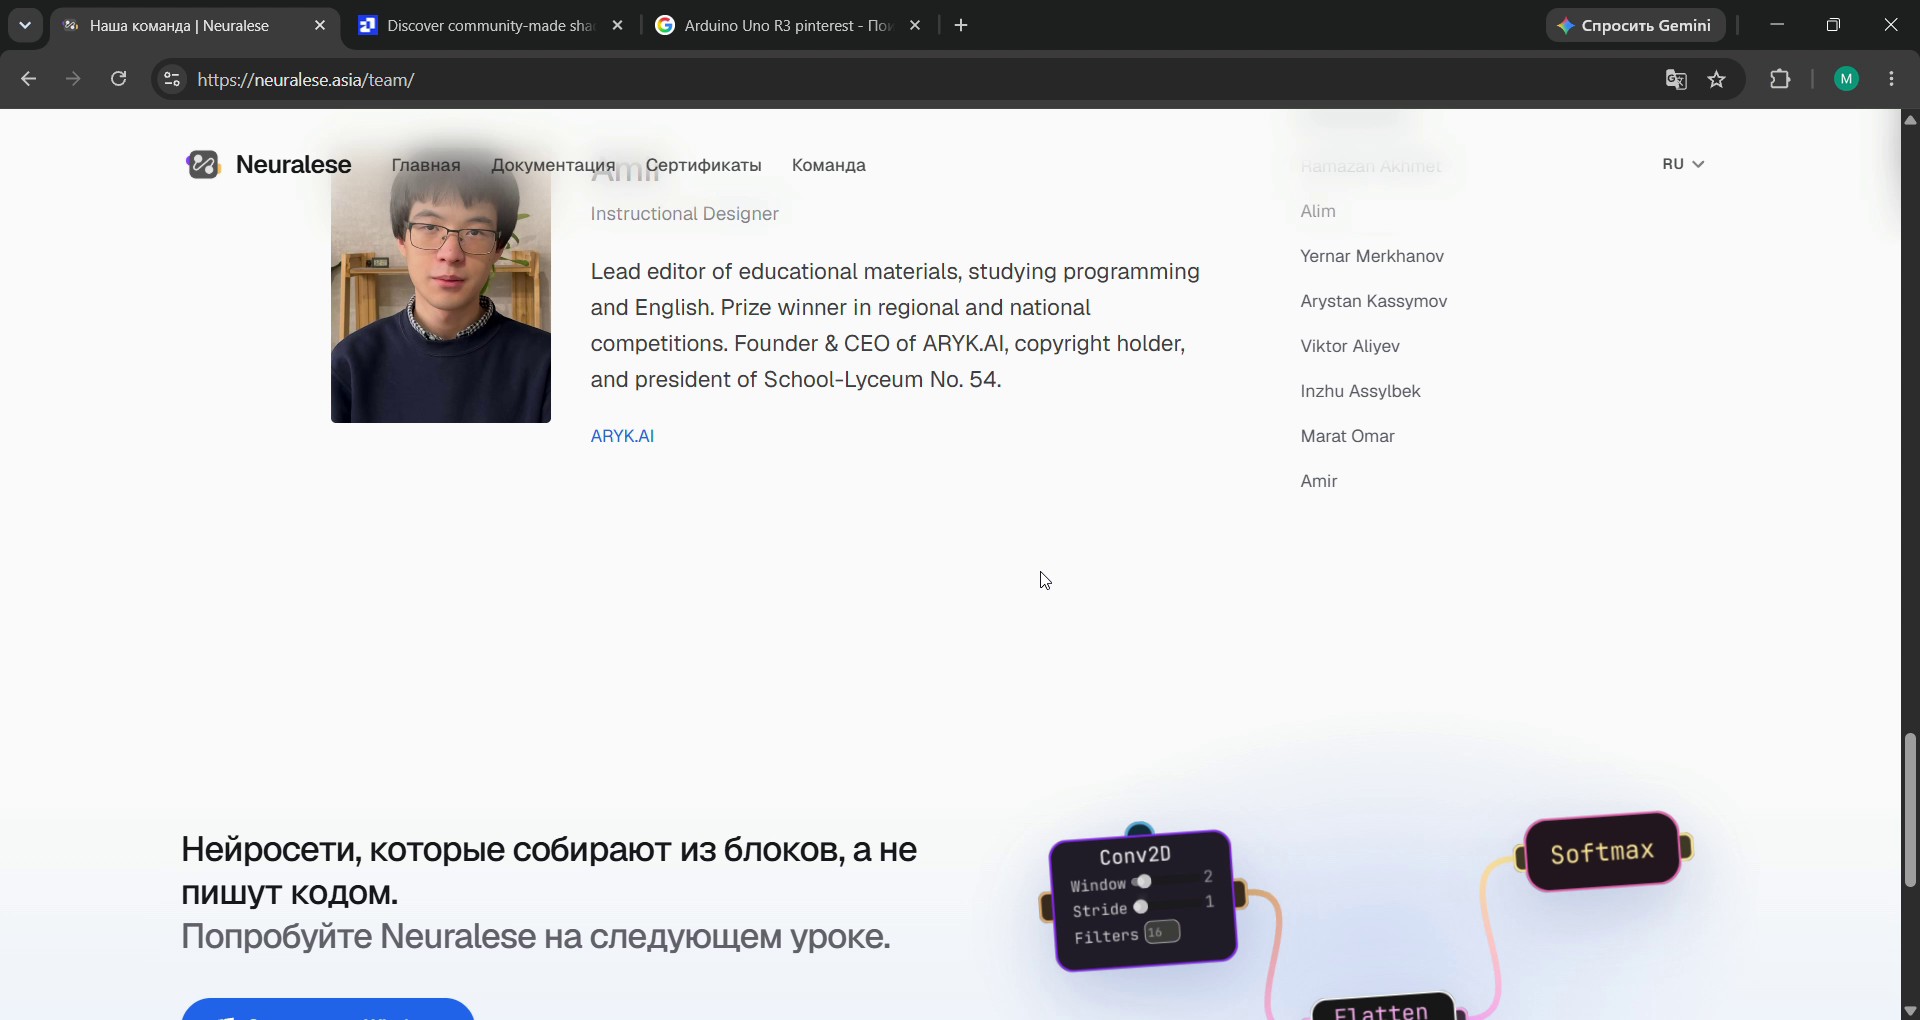 Наша команда | Neuralese
Discover community-made sha
Arduino Uno R3 pinterest - По
Спросить Gemini
https://neuralese.asia/team/
M
Neuralese
Главная
Документация
Сертификаты
Команда
RU
Amir
Instructional Designer
Lead editor of educational materials, studying programming
and English. Prize winner in regional and national
competitions. Founder & CEO of ARYK.AI, copyright holder,
and president of School-Lyceum No. 54.
ARYK.AI
Ramazan Akhmet
Alim
Yernar Merkhanov
Arystan Kassymov
Viktor Aliyev
Inzhu Assylbek
Marat Omar
Amir
Нейросети, которые собирают из блоков, а не
пишут кодом.
Попробуйте Neuralese на следующем уроке.
Conv2D
Window 2
Stride 1
Filters 16
Softmax
Flatten